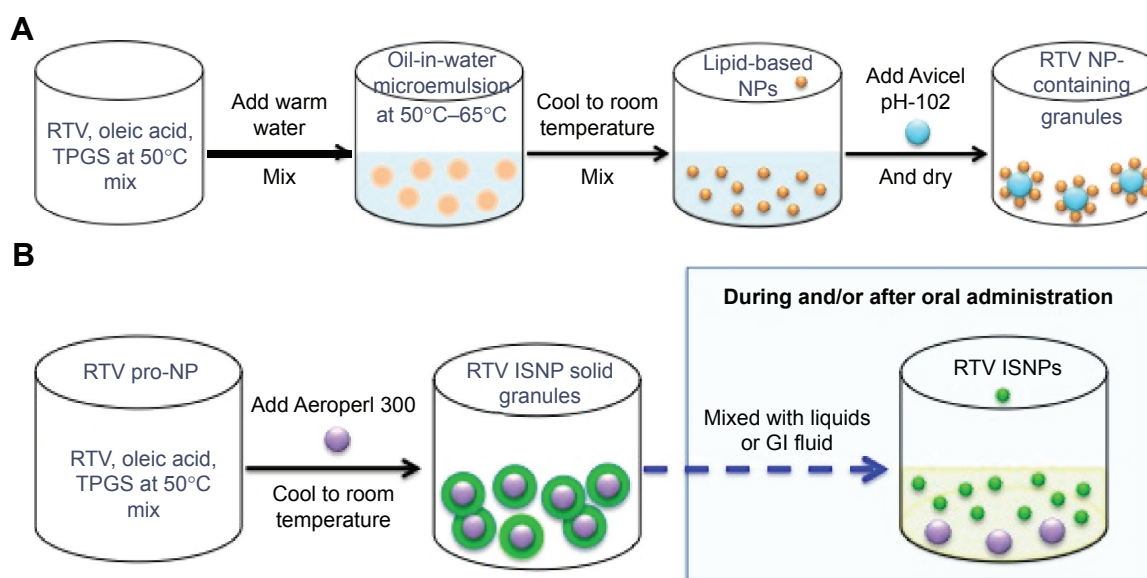 A
RTV, oleic acid,
TPGS at 50°C
mix
Add warm
water
Mix
Oil-in-water
microemulsion
at 50°C–65°C
Cool to room
temperature
Mix
Lipid-based
NPs
Add Avicel
pH-102
And dry
RTV NP-
containing
granules
B
RTV pro-NP
RTV, oleic acid,
TPGS at 50°C
mix
Add Aeroperl 300
Cool to room
temperature
RTV ISNP solid
granules
Mixed with liquids
or GI fluid
During and/or after oral administration
RTV ISNPs